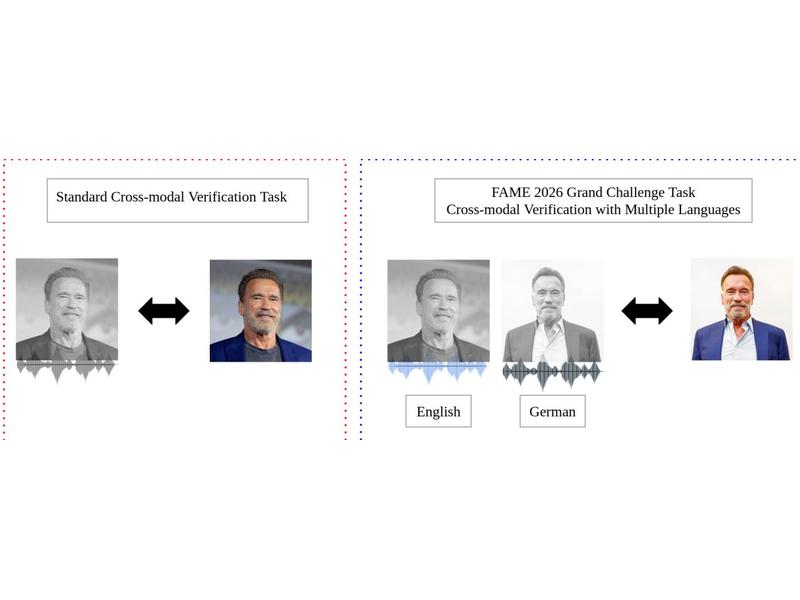 Standard Cross-modal Verification Task
FAME 2026 Grand Challenge Task
Cross-modal Verification with Multiple Languages
English
German